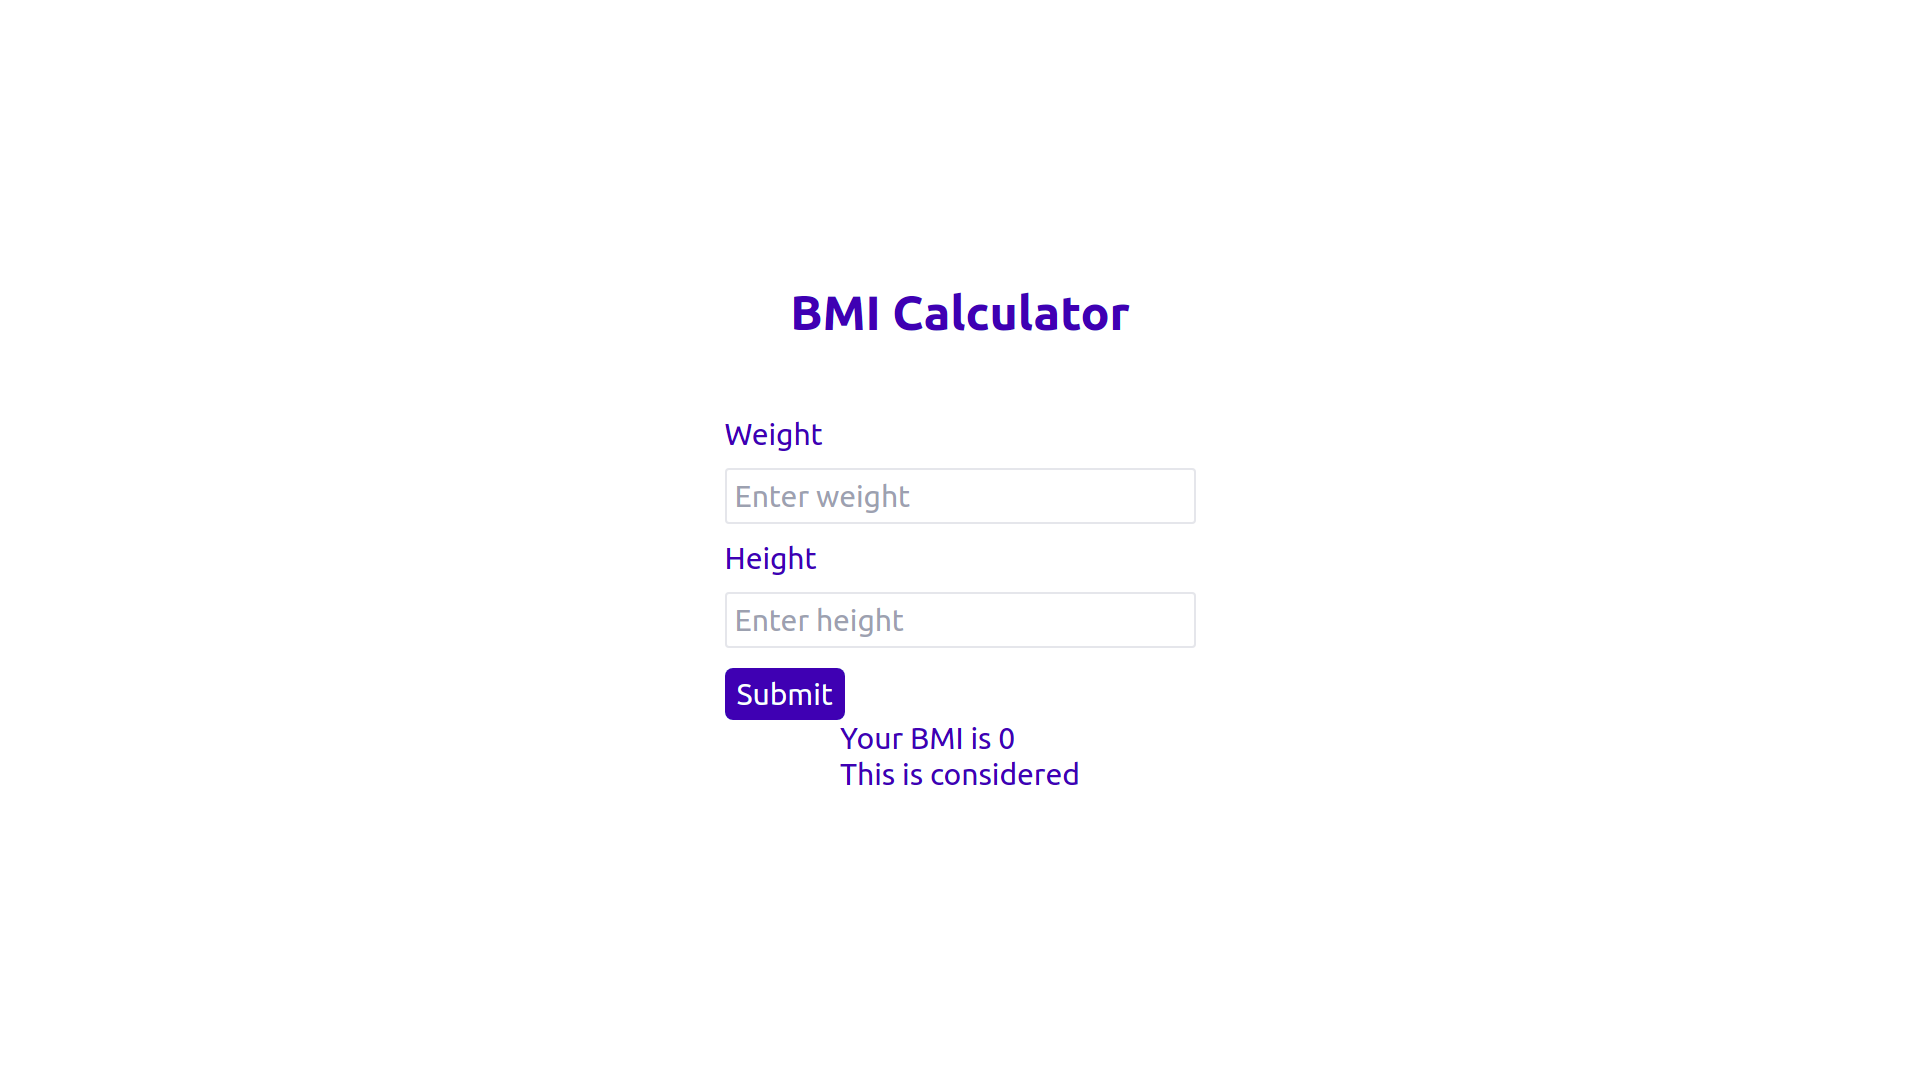 BMI Calculator
Weight
Enter weight
Height
Enter height
Submit
Your BMI is 0
This is considered